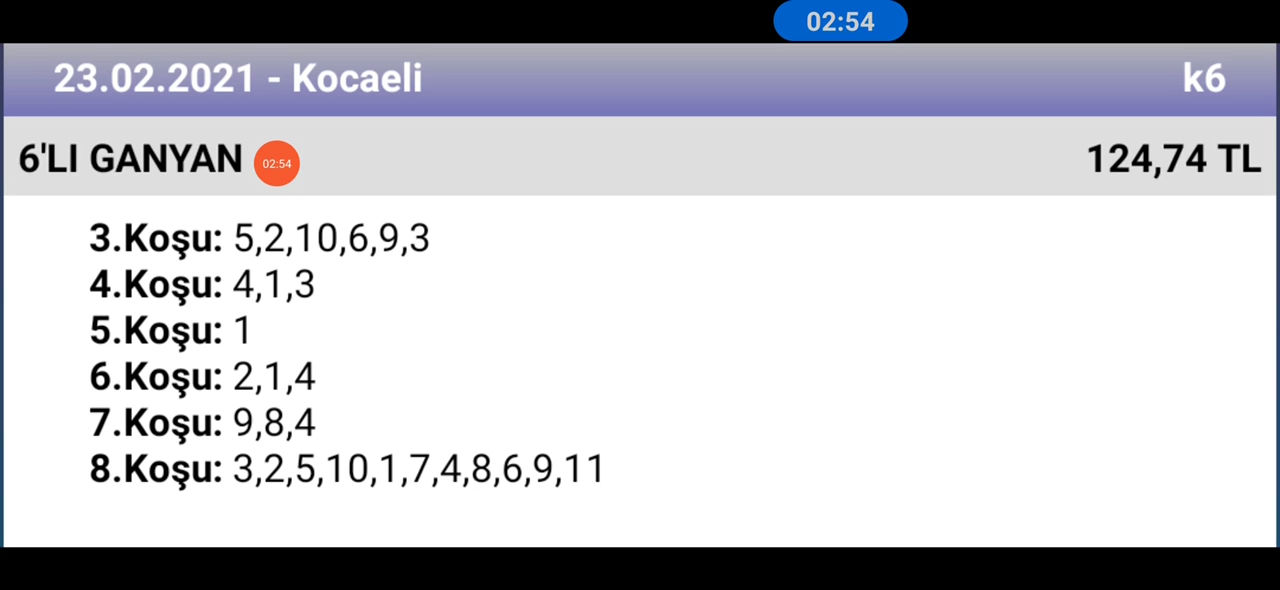 02:54
23.02.2021 - Kocaeli k6
6'LI GANYAN 02:54 124,74 TL
3.Koşu: 5,2,10,6,9,3
4.Koşu: 4,1,3
5.Koşu: 1
6.Koşu: 2,1,4
7.Koşu: 9,8,4
8.Koşu: 3,2,5,10,1,7,4,8,6,9,11